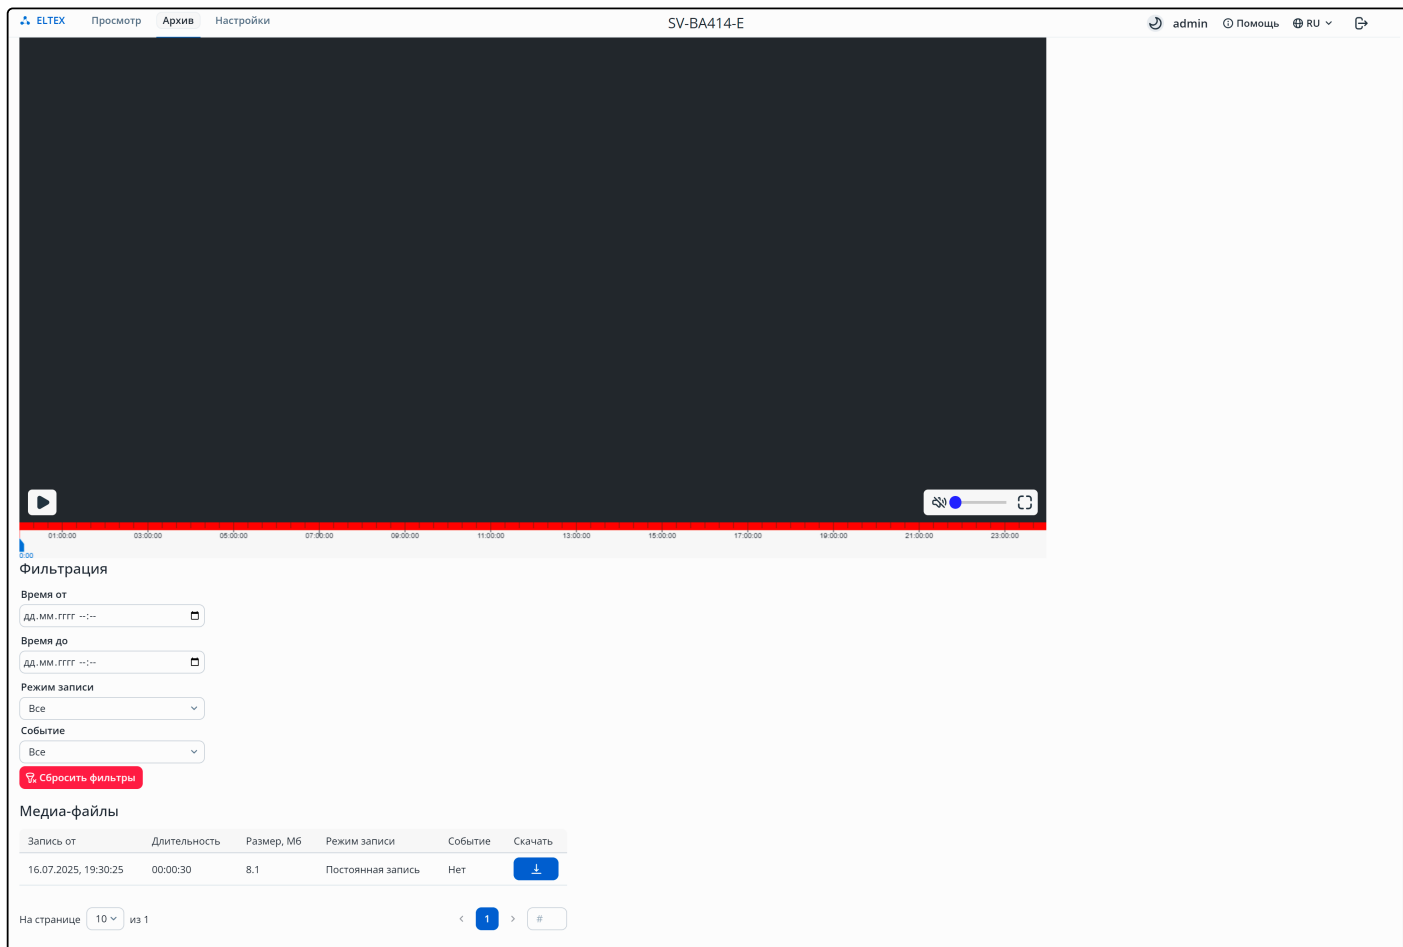 ELTEX Просмотр Архив Настройки SV-BA414-E admin Помощь RU
01:00:00 03:00:00 05:00:00 07:00:00 09:00:00 11:00:00 13:00:00 15:00:00 17:00:00 19:00:00 21:00:00 23:00:00
0:00
Фильтрация
Время от
дд.мм.гггг --:--
Время до
дд.мм.гггг --:--
Режим записи
Все
Событие
Все
Сбросить фильтры
Медиа-файлы
Запись от Длительность Размер, Мб Режим записи Событие Скачать
16.07.2025, 19:30:25 00:00:30 8.1 Постоянная запись Нет
На странице 10 из 1 < 1 > #